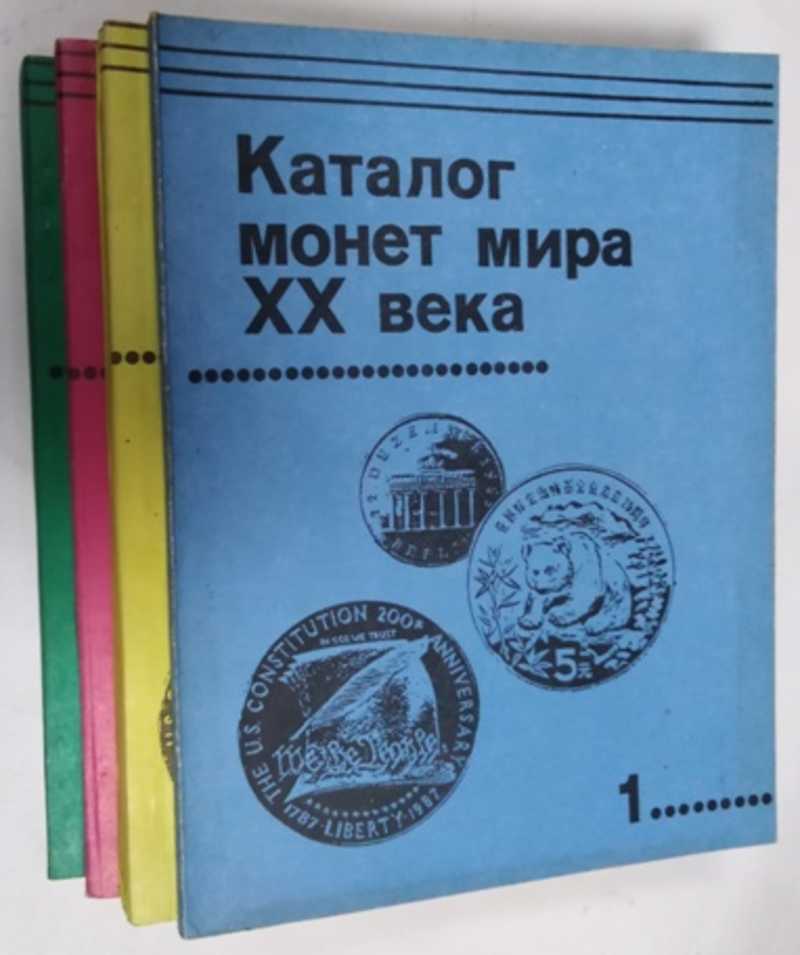 Каталог
монет мира
XX века
5
THE U.S. CONSTITUTION 200th ANNIVERSARY
IN GOD WE TRUST
We the People
1787 · LIBERTY · 1987
1